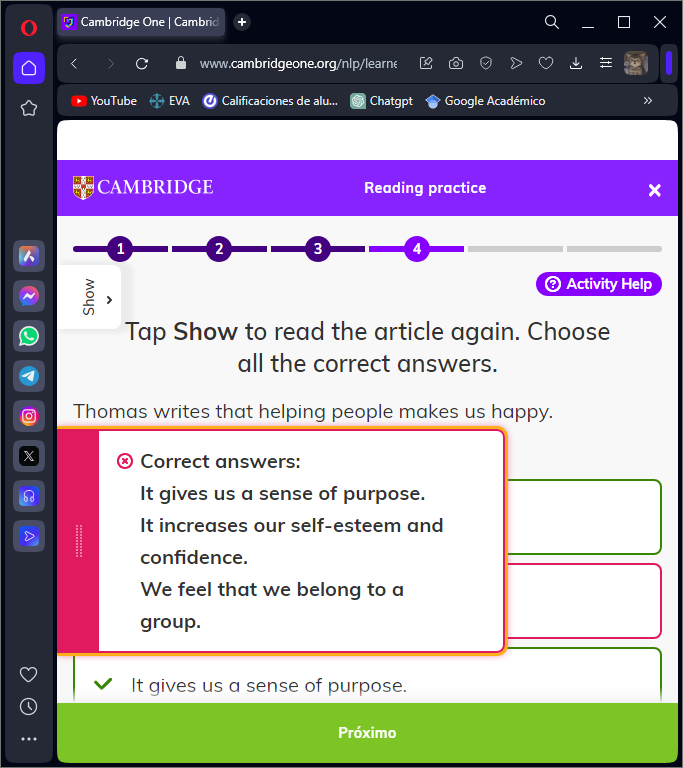 Cambridge One | Cambrid
www.cambridgeone.org/nlp/learne
YouTube
EVA
Calificaciones de alu...
Chatgpt
Google Académico
CAMBRIDGE
Reading practice
1
2
3
4
Activity Help
Show
Tap Show to read the article again. Choose
all the correct answers.
Thomas writes that helping people makes us happy.
Correct answers:
It gives us a sense of purpose.
It increases our self-esteem and
confidence.
We feel that we belong to a
group.
It gives us a sense of purpose.
Próximo